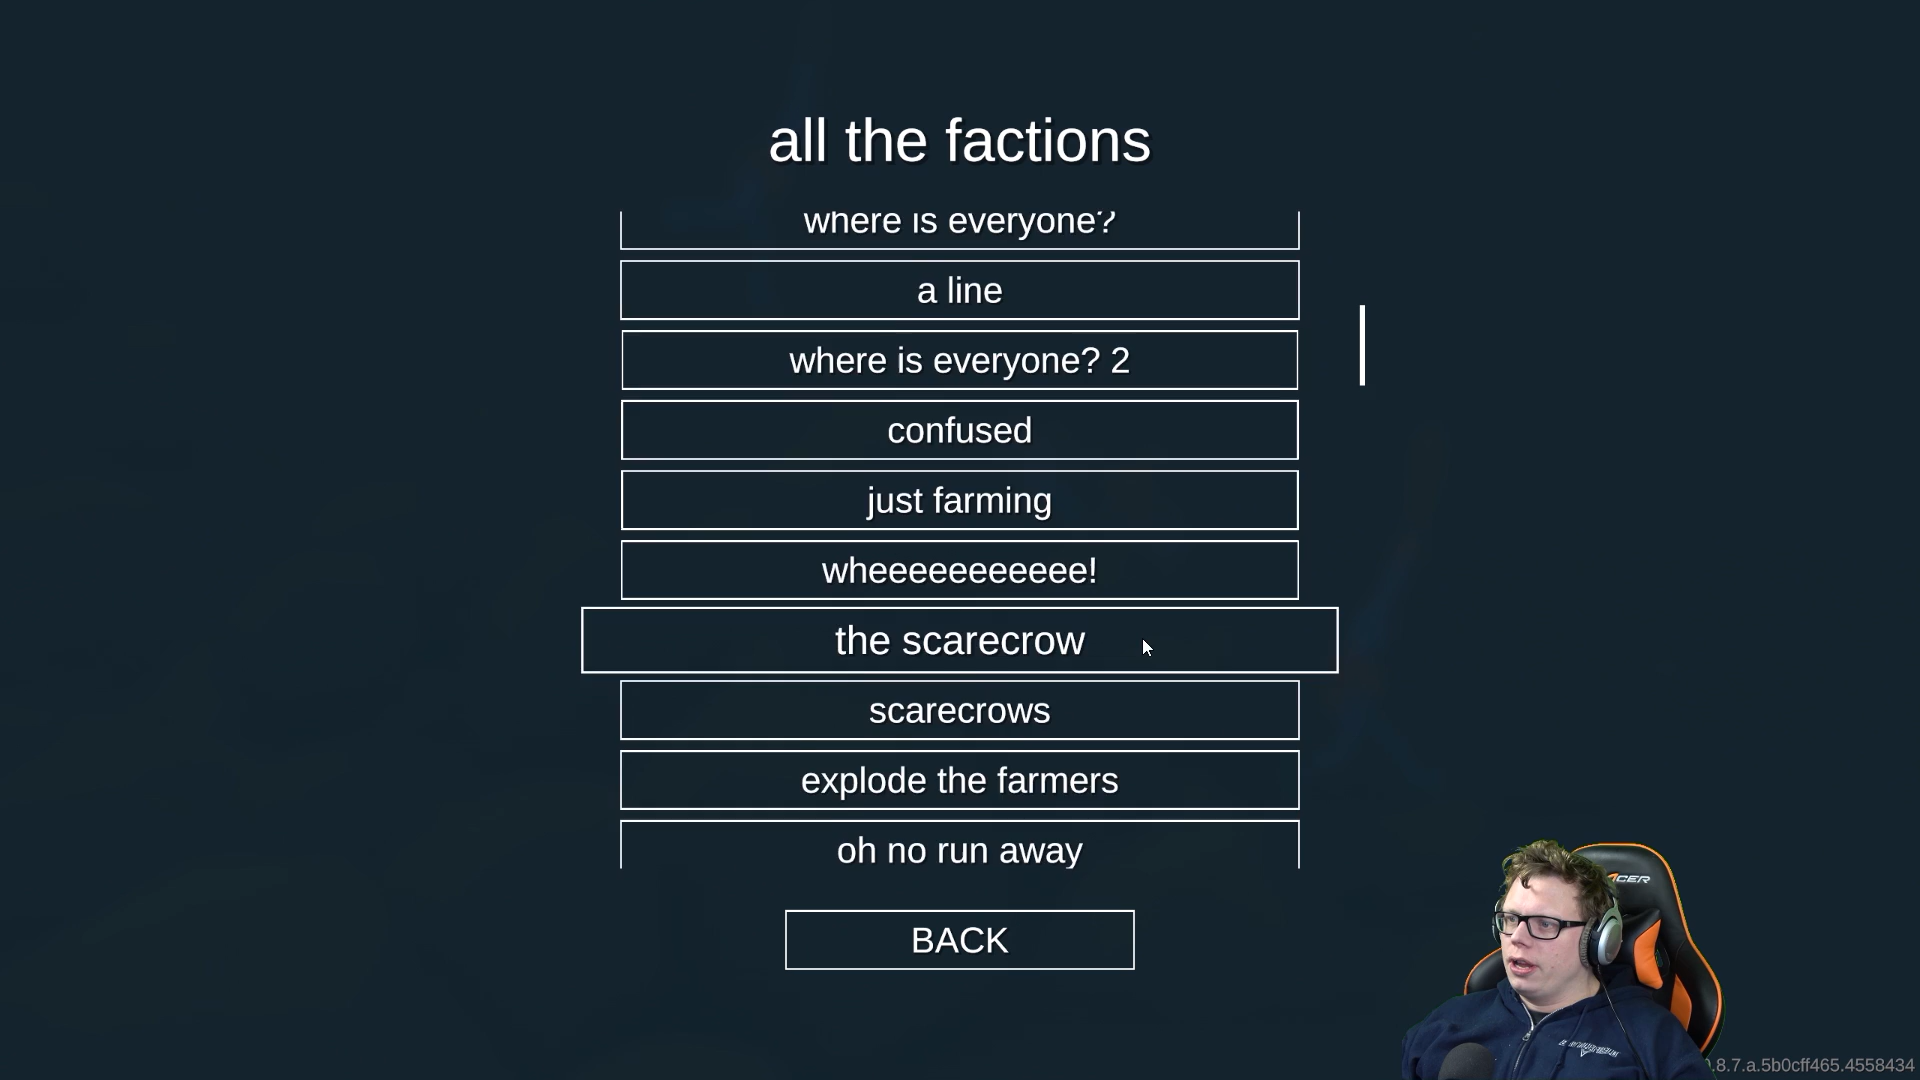 all the factions
where is everyone?
a line
where is everyone? 2
confused
just farming
wheeeeeeeeeee!
the scarecrow
scarecrows
explode the farmers
oh no run away
BACK
.8.7.a.5b0cff465.4558434